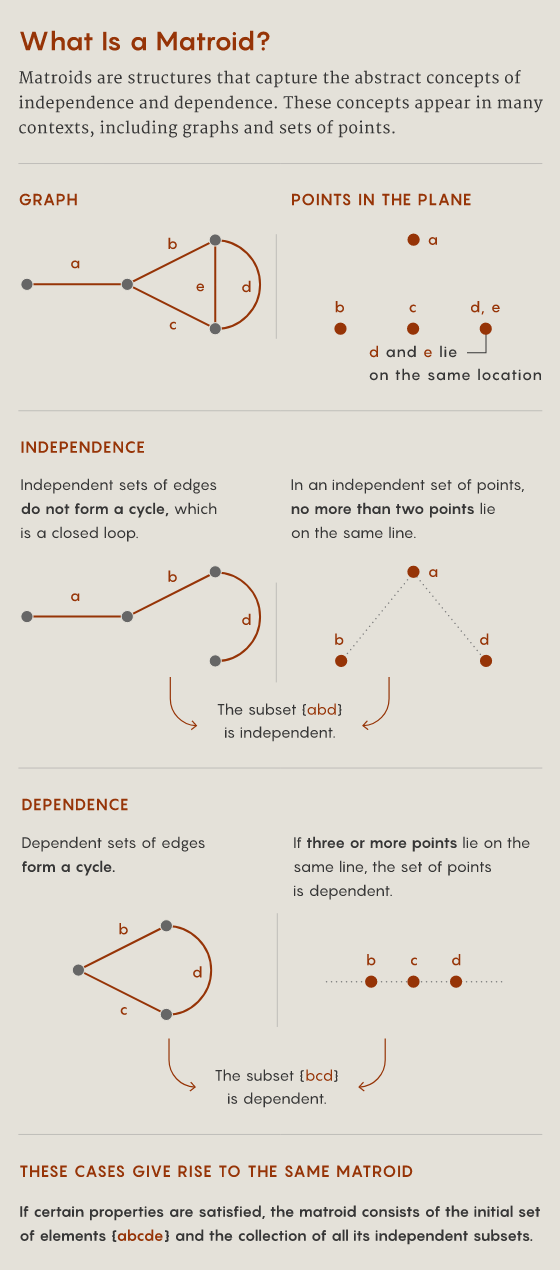 What Is a Matroid?
Matroids are structures that capture the abstract concepts of
independence and dependence. These concepts appear in many
contexts, including graphs and sets of points.
GRAPH
a
b
c
e
d
POINTS IN THE PLANE
a
b
c
d, e
d and e lie
on the same location
INDEPENDENCE
Independent sets of edges
do not form a cycle, which
is a closed loop.
a
b
d
In an independent set of points,
no more than two points lie
on the same line.
a
b
d
The subset {abd}
is independent.
DEPENDENCE
Dependent sets of edges
form a cycle.
b
d
c
If three or more points lie on the
same line, the set of points
is dependent.
b
c
d
The subset {bcd}
is dependent.
THESE CASES GIVE RISE TO THE SAME MATROID
If certain properties are satisfied, the matroid consists of the initial set
of elements {abcde} and the collection of all its independent subsets.